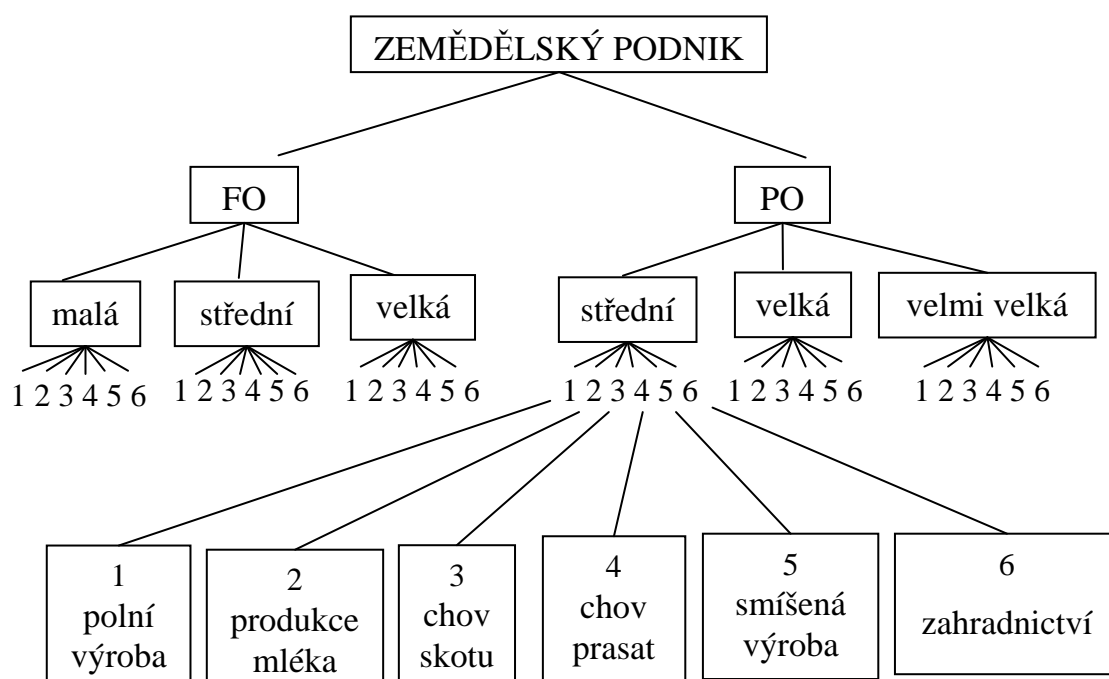 ZEMĚDĚLSKÝ PODNIK
FO
PO
malá
střední
velká
střední
velká
velmi velká
1 2 3 4 5 6
1 2 3 4 5 6
1 2 3 4 5 6
1 2 3 4 5 6
1 2 3 4 5 6
1 2 3 4 5 6
1
polní
výroba
2
produkce
mléka
3
chov
skotu
4
chov
prasat
5
smíšená
výroba
6
zahradnictví